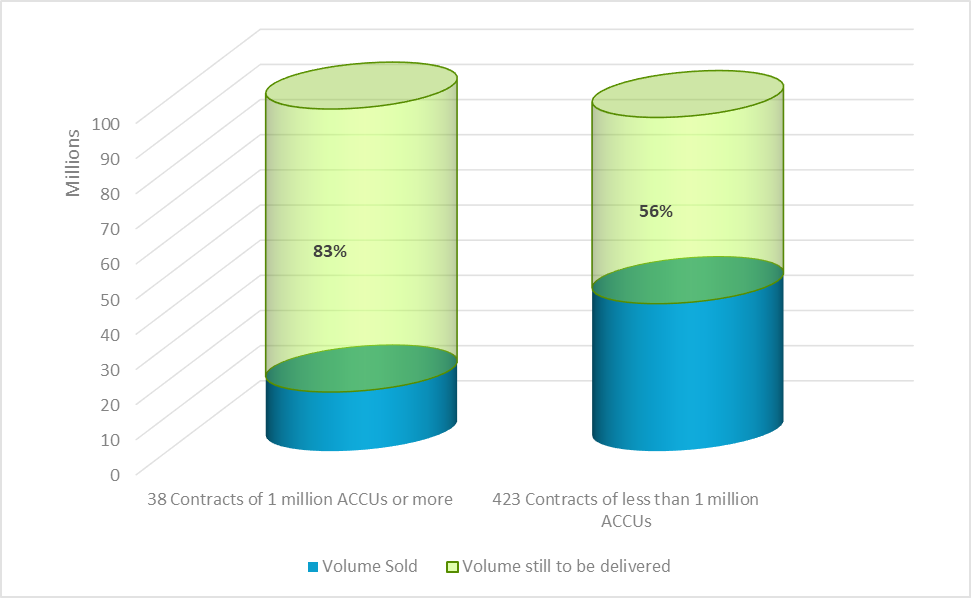 Millions
100
90
80
70
60
50
40
30
20
10
0
83%
56%
38 Contracts of 1 million ACCUs or more
423 Contracts of less than 1 million
ACCUs
Volume Sold
Volume still to be delivered